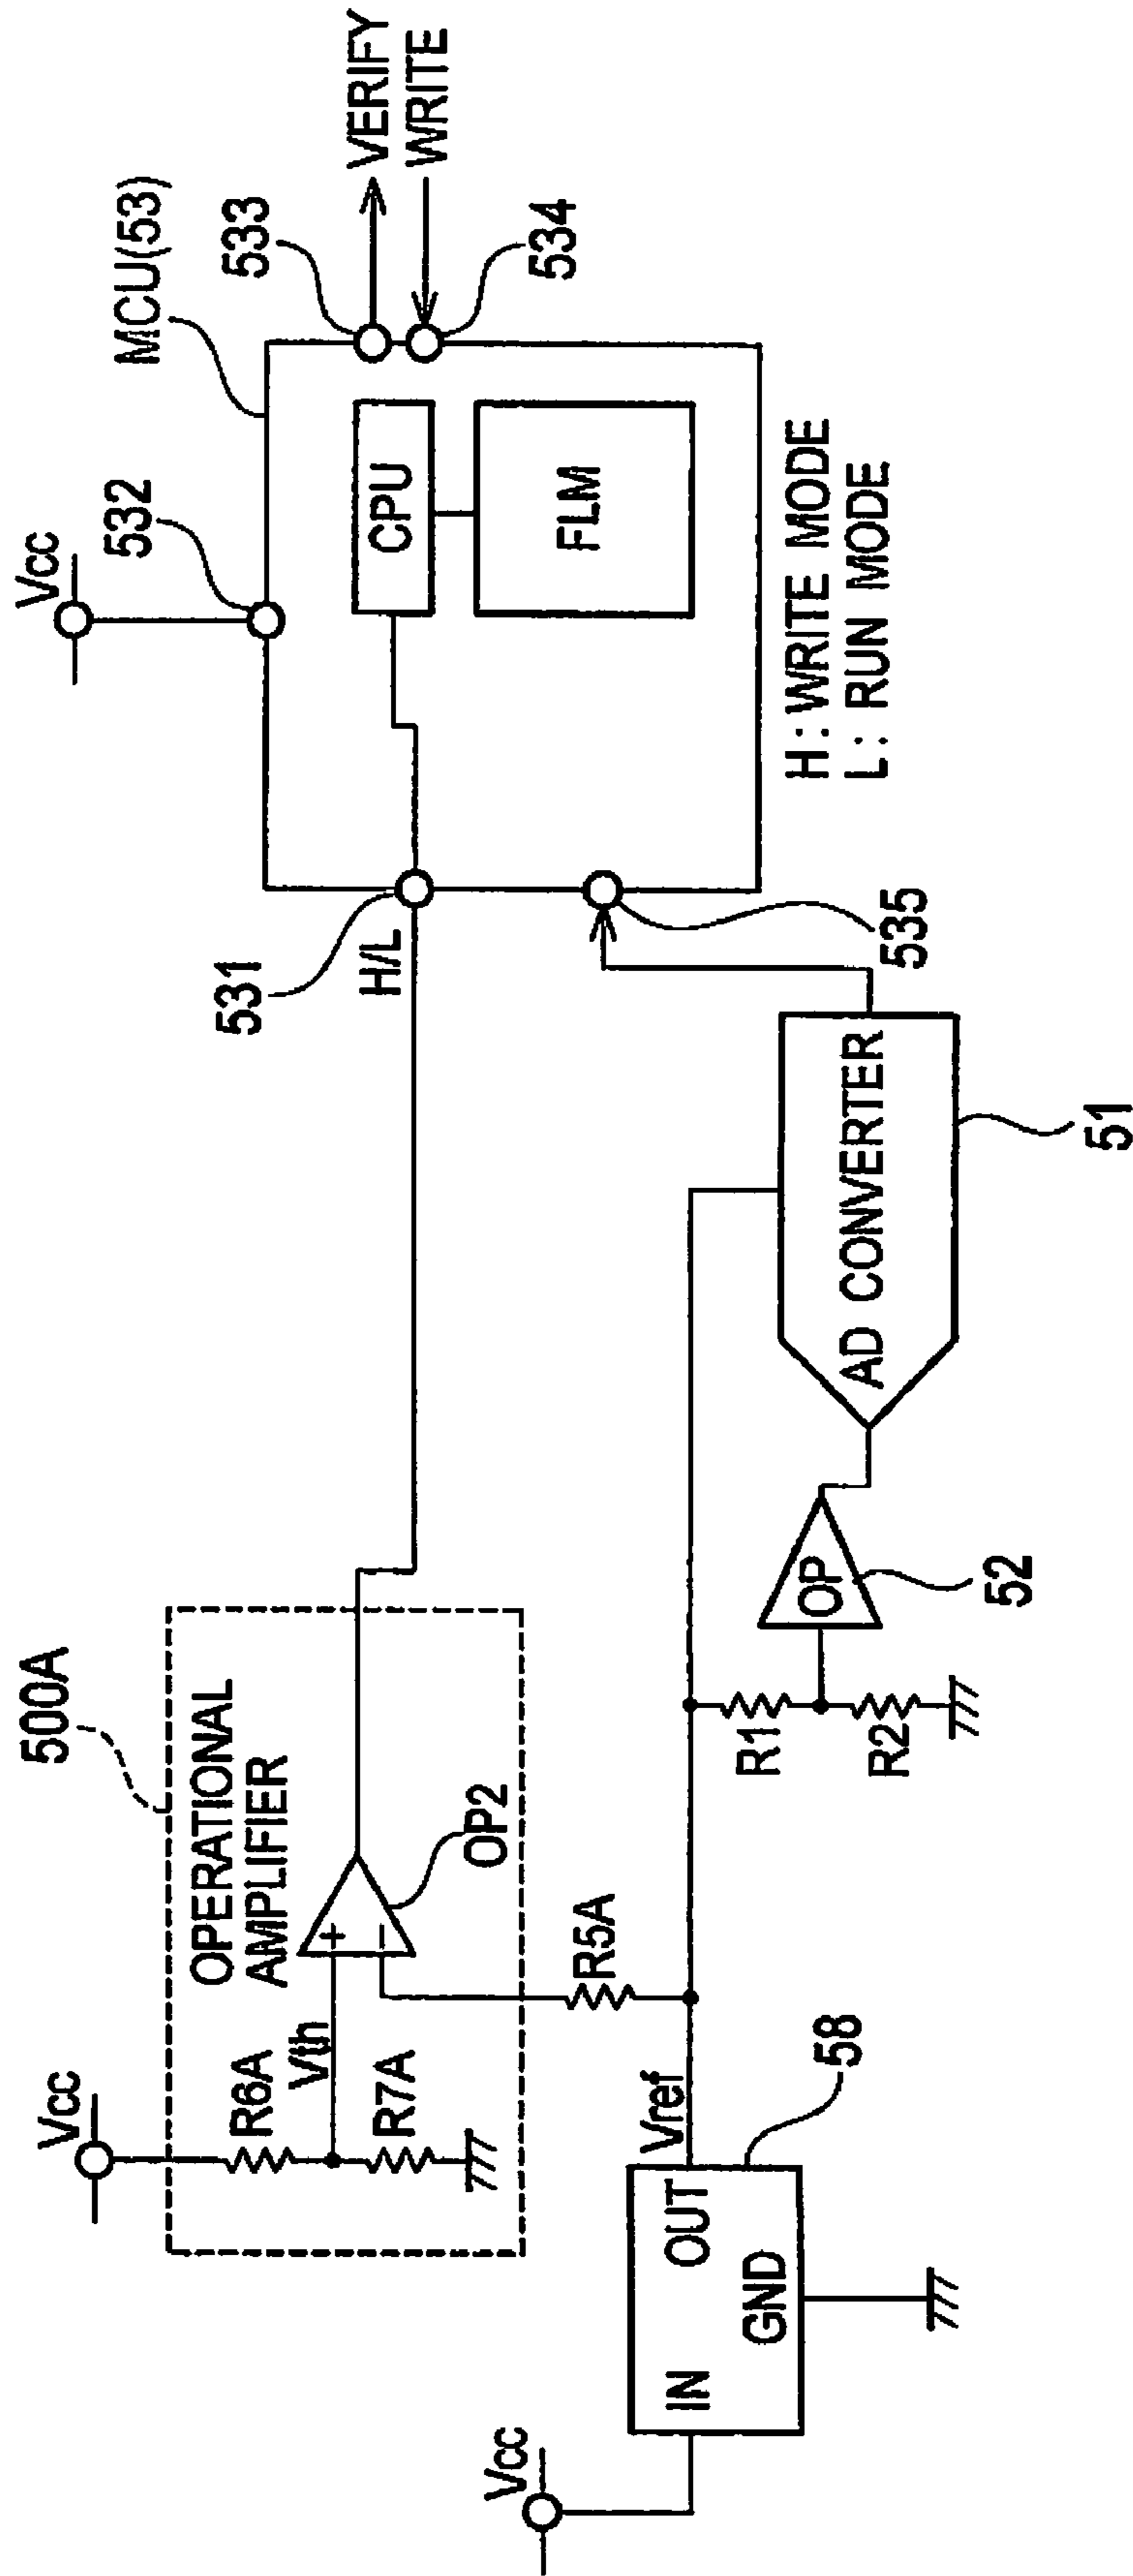 500A
Vcc
OPERATIONAL
AMPLIFIER
R6A
Vth
R7A
+
−
OP2
R5A
Vcc
IN
OUT
GND
Vref
58
R1
R2
OP
52
AD CONVERTER
51
Vcc
532
MCU(53)
533
VERIFY
WRITE
534
531
H/L
CPU
FLM
535
H : WRITE MODE
L : RUN MODE